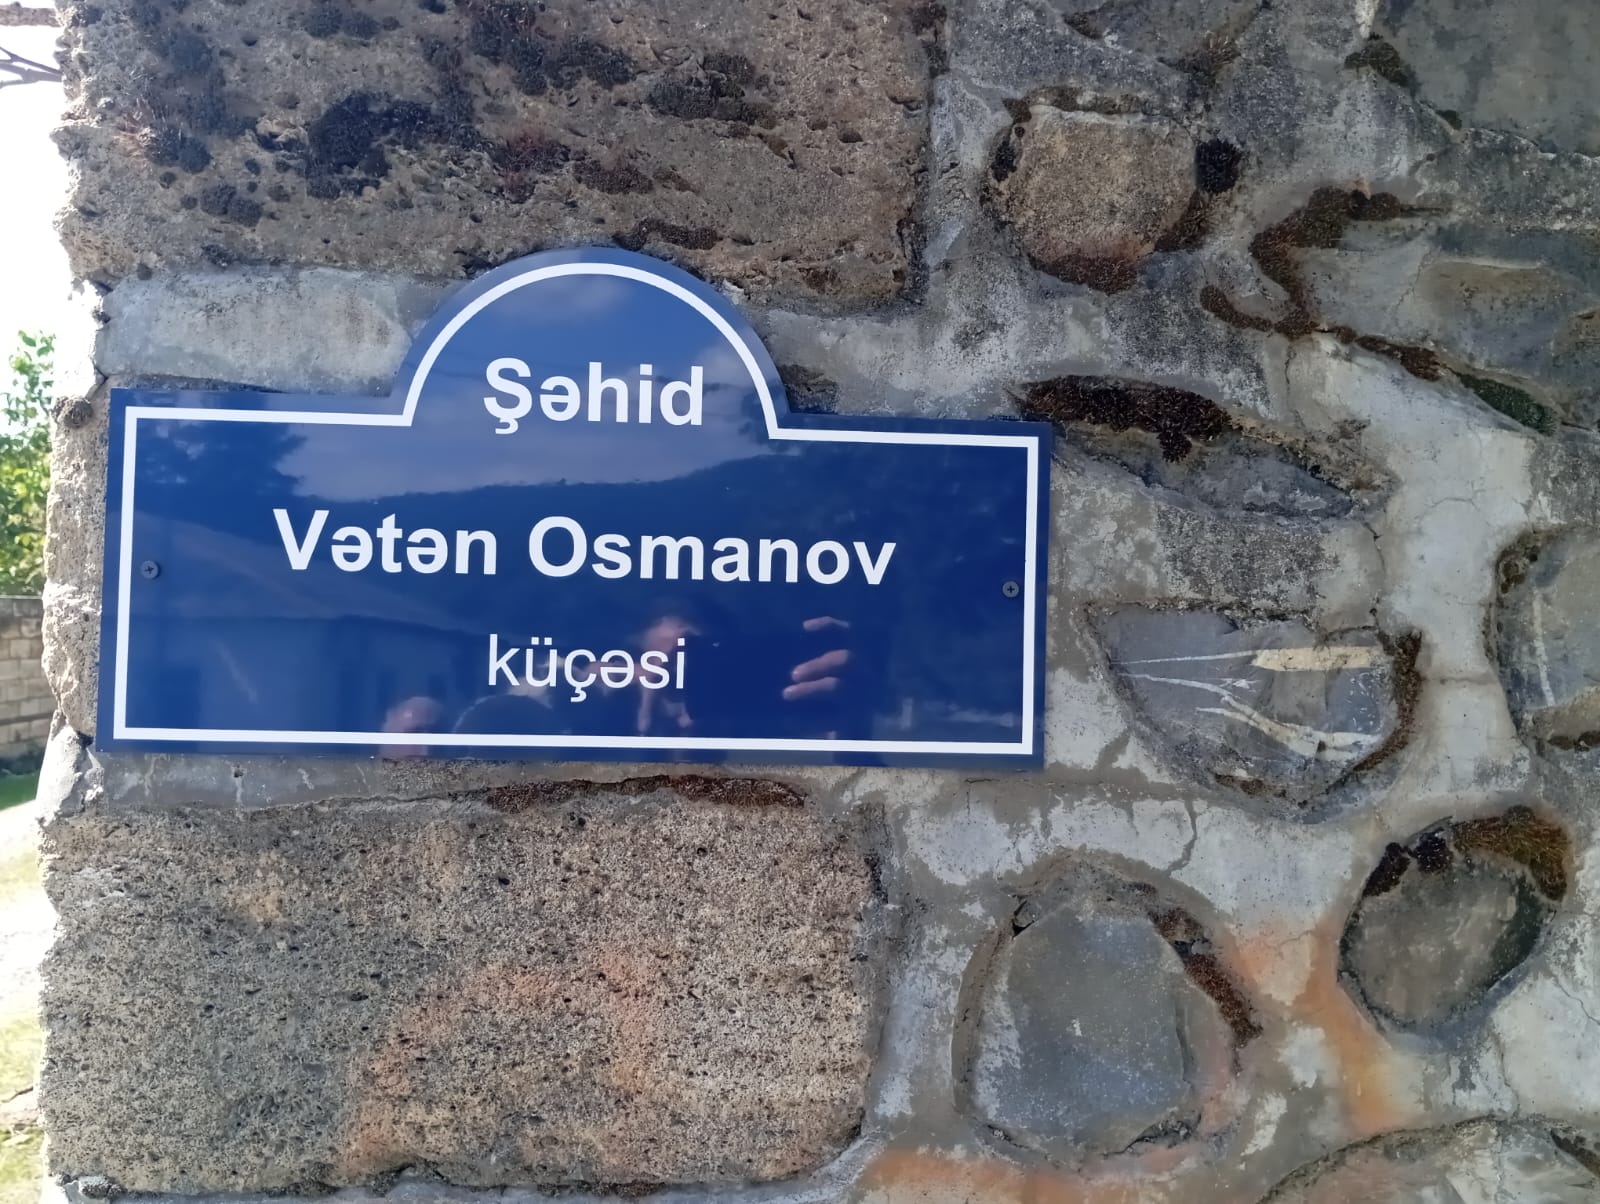 Şəhid
Vətən Osmanov
küçəsi